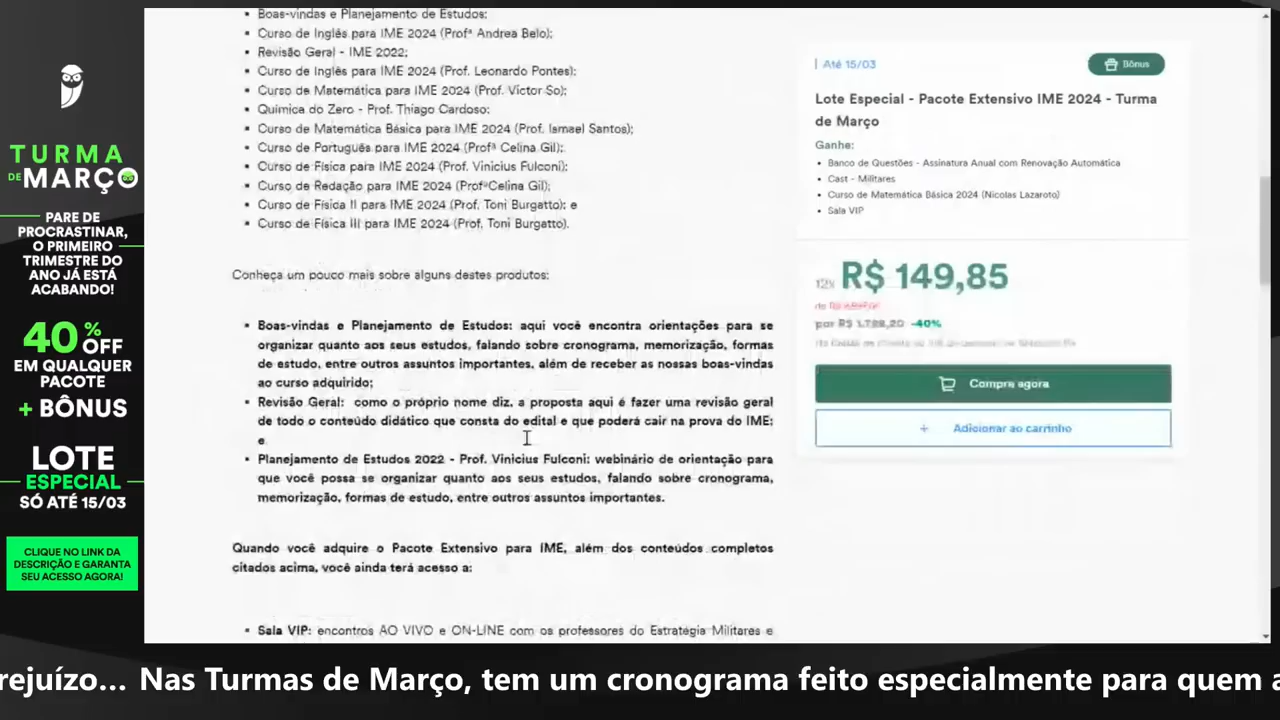 TURMA
DE MARÇO
PARE DE
PROCRASTINAR,
O PRIMEIRO
TRIMESTRE DO
ANO JÁ ESTÁ
ACABANDO!
40% OFF
EM QUALQUER
PACOTE
+ BÔNUS
LOTE
ESPECIAL
SÓ ATÉ 15/03
CLIQUE NO LINK DA
DESCRIÇÃO E GARANTA
SEU ACESSO AGORA!
Boas-vindas e Planejamento de Estudos;
Curso de Inglês para IME 2024 (Profª Andrea Belo);
Revisão Geral - IME 2022;
Curso de Inglês para IME 2024 (Prof. Leonardo Pontes);
Curso de Matemática para IME 2024 (Prof. Victor So);
Química do Zero - Prof. Thiago Cardoso;
Curso de Matemática Básica para IME 2024 (Prof. Ismael Santos);
Curso de Português para IME 2024 (Profª Celina Gil);
Curso de Física para IME 2024 (Prof. Vinicius Fulconi);
Curso de Redação para IME 2024 (ProfªCelina Gil);
Curso de Física II para IME 2024 (Prof. Toni Burgatto); e
Curso de Física III para IME 2024 (Prof. Toni Burgatto).
Conheça um pouco mais sobre alguns destes produtos:
Boas-vindas e Planejamento de Estudos: aqui você encontra orientações para se
organizar quanto aos seus estudos, falando sobre cronograma, memorização, formas
de estudo, entre outros assuntos importantes, além de receber as nossas boas-vindas
ao curso adquirido;
Revisão Geral: como o próprio nome diz, a proposta aqui é fazer uma revisão geral
de todo o conteúdo didático que consta do edital e que poderá cair na prova do IME;
e
Planejamento de Estudos 2022 - Prof. Vinicius Fulconi: webinário de orientação para
que você possa se organizar quanto aos seus estudos, falando sobre cronograma,
memorização, formas de estudo, entre outros assuntos importantes.
Quando você adquire o Pacote Extensivo para IME, além dos conteúdos completos
citados acima, você ainda terá acesso a:
Sala VIP: encontros AO VIVO e ON-LINE com os professores do Estratégia Militares e
Até 15/03
Bônus
Lote Especial - Pacote Extensivo IME 2024 - Turma
de Março
Ganhe:
Banco de Questões - Assinatura Anual com Renovação Automática
Cast - Militares
Curso de Matemática Básica 2024 (Nicolas Lazaroto)
Sala VIP
12x R$ 149,85
de
por R$ 1.798,20 -40%
Compre agora
+ Adicionar ao carrinho
rejuízo... Nas Turmas de Março, tem um cronograma feito especialmente para quem a